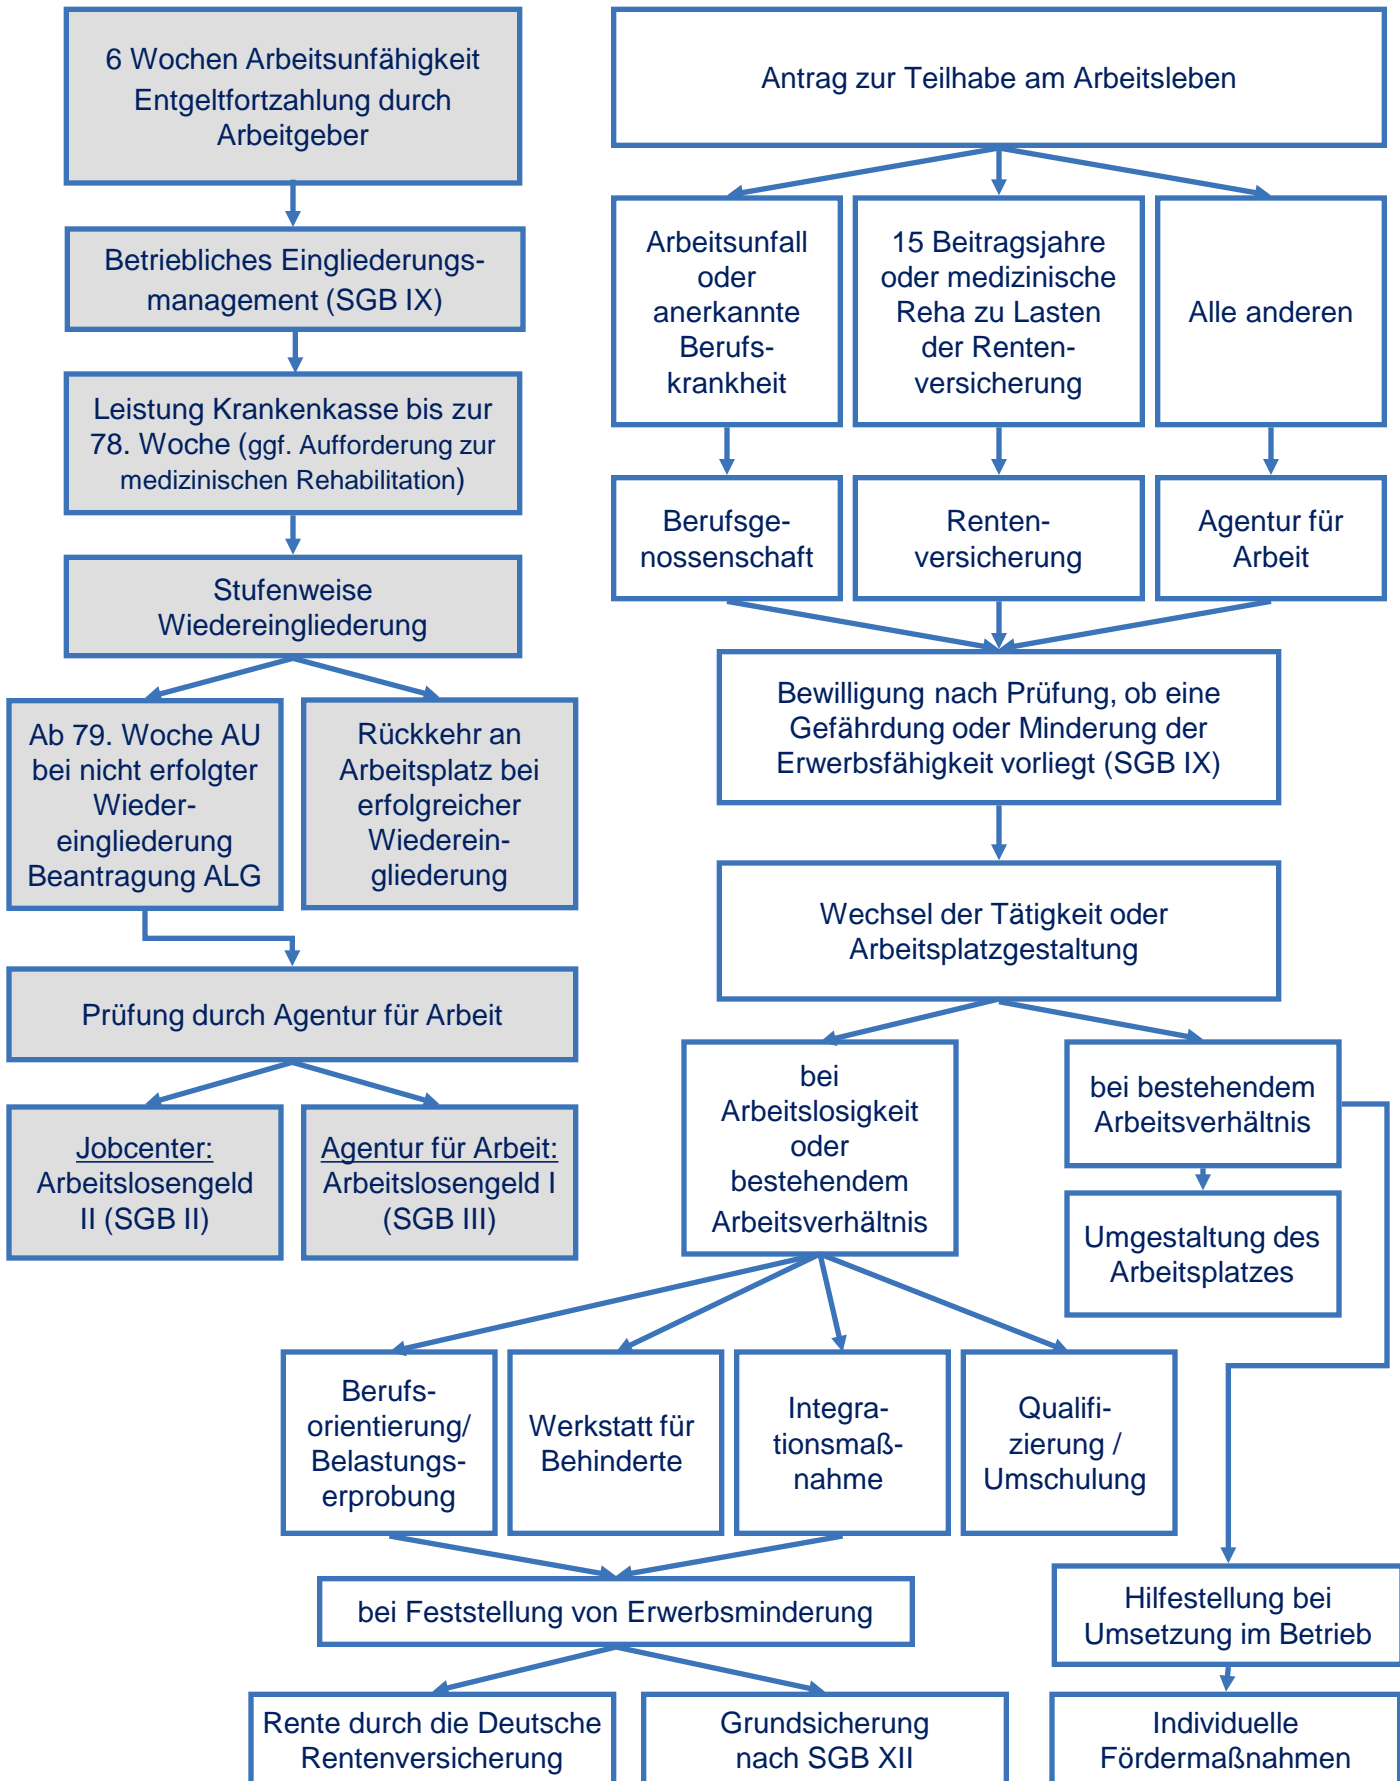 6 Wochen Arbeitsunfähigkeit
Entgeltfortzahlung durch
Arbeitgeber
Betriebliches Eingliederungs-
management (SGB IX)
Leistung Krankenkasse bis zur
78. Woche (ggf. Aufforderung zur
medizinischen Rehabilitation)
Stufenweise
Wiedereingliederung
Ab 79. Woche AU
bei nicht erfolgter
Wieder-
eingliederung
Beantragung ALG
Rückkehr an
Arbeitsplatz bei
erfolgreicher
Wiederein-
gliederung
Prüfung durch Agentur für Arbeit
Jobcenter:
Arbeitslosengeld
II (SGB II)
Agentur für Arbeit:
Arbeitslosengeld I
(SGB III)
Antrag zur Teilhabe am Arbeitsleben
Arbeitsunfall
oder
anerkannte
Berufs-
krankheit
15 Beitragsjahre
oder medizinische
Reha zu Lasten
der Renten-
versicherung
Alle anderen
Berufsge-
nossenschaft
Renten-
versicherung
Agentur für
Arbeit
Bewilligung nach Prüfung, ob eine
Gefährdung oder Minderung der
Erwerbsfähigkeit vorliegt (SGB IX)
Wechsel der Tätigkeit oder
Arbeitsplatzgestaltung
bei
Arbeitslosigkeit
oder
bestehendem
Arbeitsverhältnis
bei bestehendem
Arbeitsverhältnis
Umgestaltung des
Arbeitsplatzes
Berufs-
orientierung/
Belastungs-
erprobung
Werkstatt für
Behinderte
Integra-
tionsmaß-
nahme
Qualifi-
zierung /
Umschulung
bei Feststellung von Erwerbsminderung
Hilfestellung bei
Umsetzung im Betrieb
Rente durch die Deutsche
Rentenversicherung
Grundsicherung
nach SGB XII
Individuelle
Fördermaßnahmen